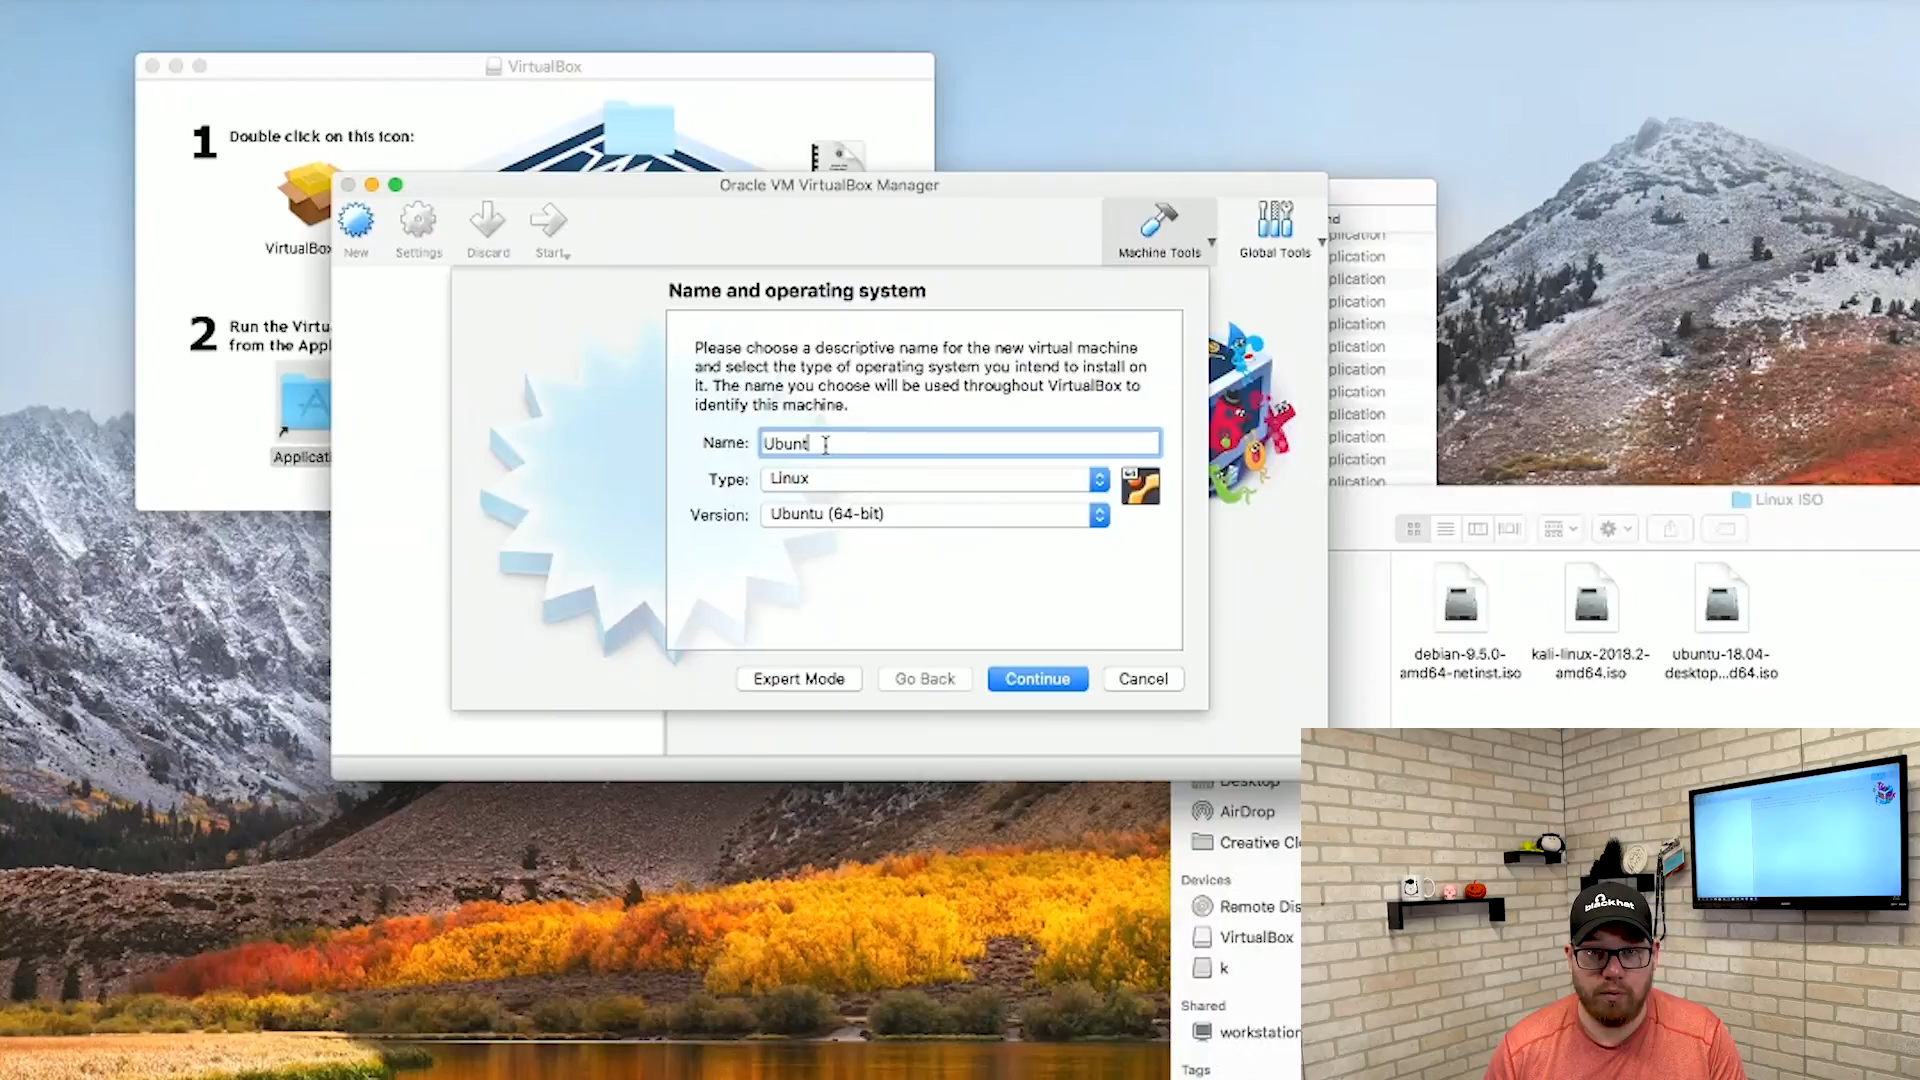 VirtualBox
1
Double click on this icon:
Oracle VM VirtualBox Manager
New
Settings
Discard
Start
Machine Tools
Global Tools
VirtualBox
2
Run the
from the
Name and operating system
Please choose a descriptive name for the new virtual machine
and select the type of operating system you intend to install on
it. The name you choose will be used throughout VirtualBox to
identify this machine.
Name:
Ubunt
Type:
Linux
64
Version:
Ubuntu (64-bit)
Expert Mode
Go Back
Continue
Cancel
plication
plication
plication
plication
plication
plication
plication
plication
plication
plication
plication
plication
Linux ISO
debian-9.5.0-
amd64-netinst.iso
kali-linux-2018.2-
amd64.iso
ubuntu-18.04-
desktop...d64.iso
Desktop
AirDrop
Creative
Devices
Remote
VirtualBox
k
Shared
workstation
Tags
blackhat